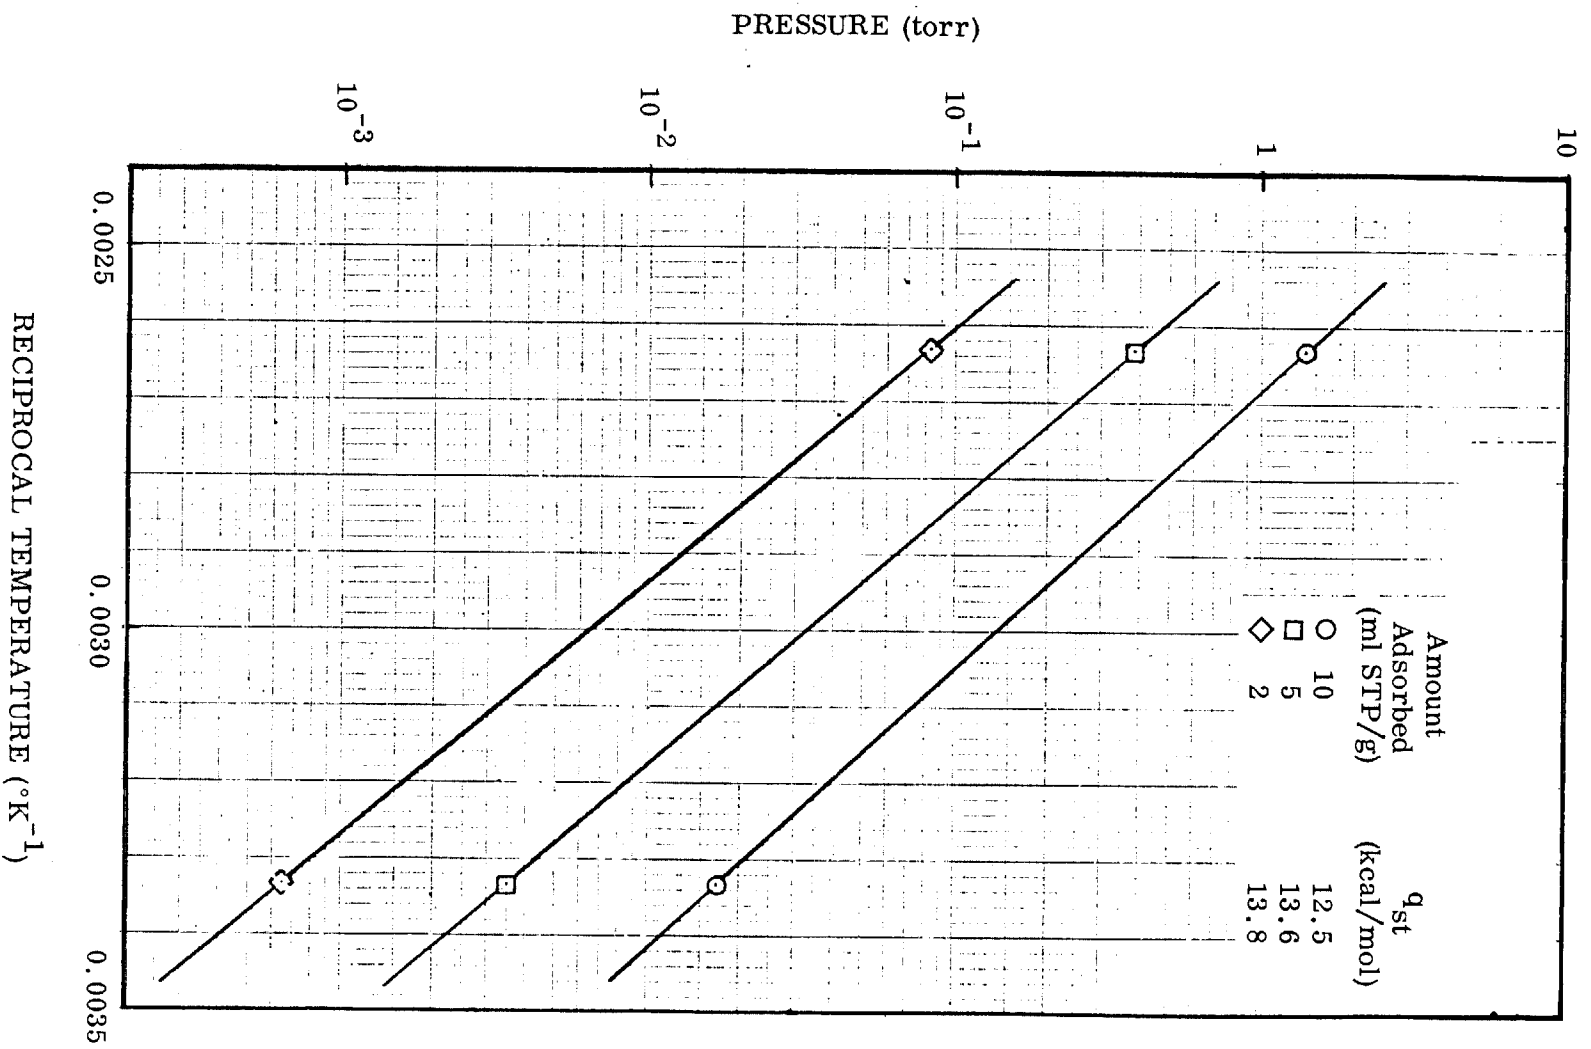 PRESSURE (torr)
10
1
10⁻¹
10⁻²
10⁻³
Amount
Adsorbed
(ml STP/g)
q_st
(kcal/mol)
○ 10 12.5
□ 5 13.6
◇ 2 13.8
0.0025
0.0030
0.0035
RECIPROCAL TEMPERATURE (°K⁻¹)